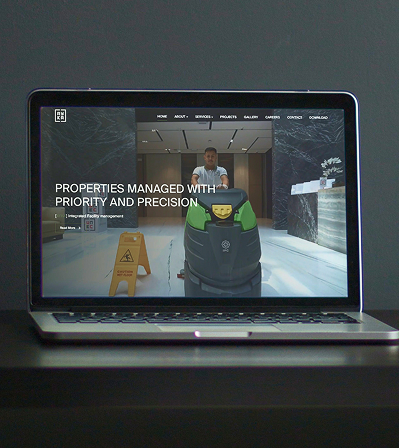 HOME ABOUT SERVICES PROJECTS GALLERY CAREERS CONTACT DOWNLOAD
PROPERTIES MANAGED WITH
PRIORITY AND PRECISION
[ ] Integrated Facility management
Read More